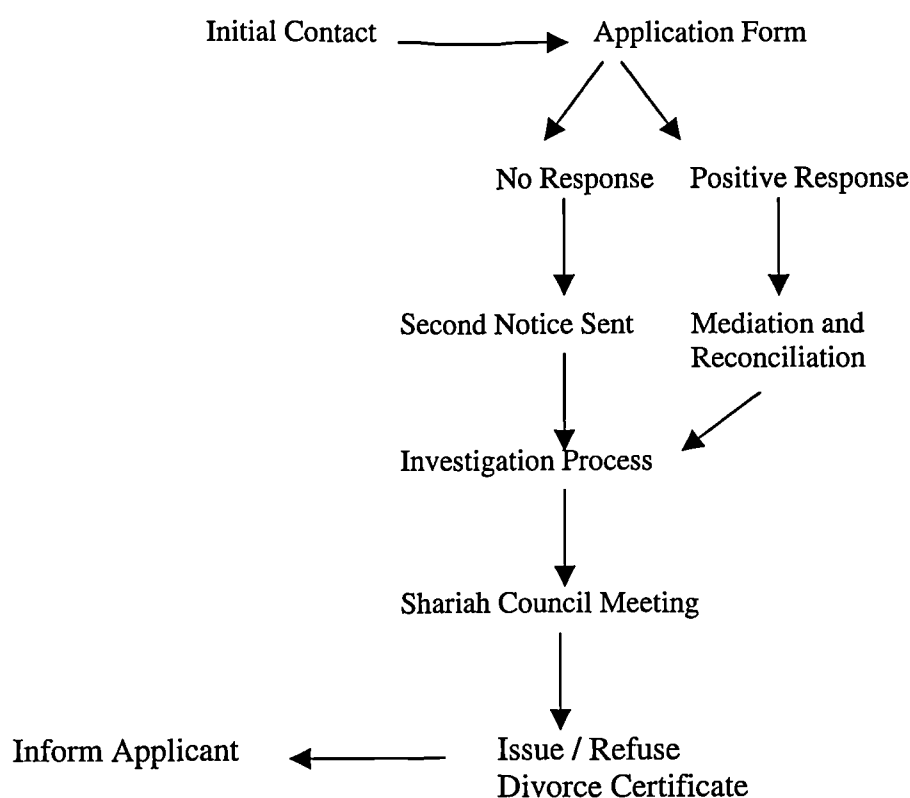 Initial Contact
Application Form
No Response
Positive Response
Second Notice Sent
Mediation and
Reconciliation
Investigation Process
Shariah Council Meeting
Issue / Refuse
Divorce Certificate
Inform Applicant